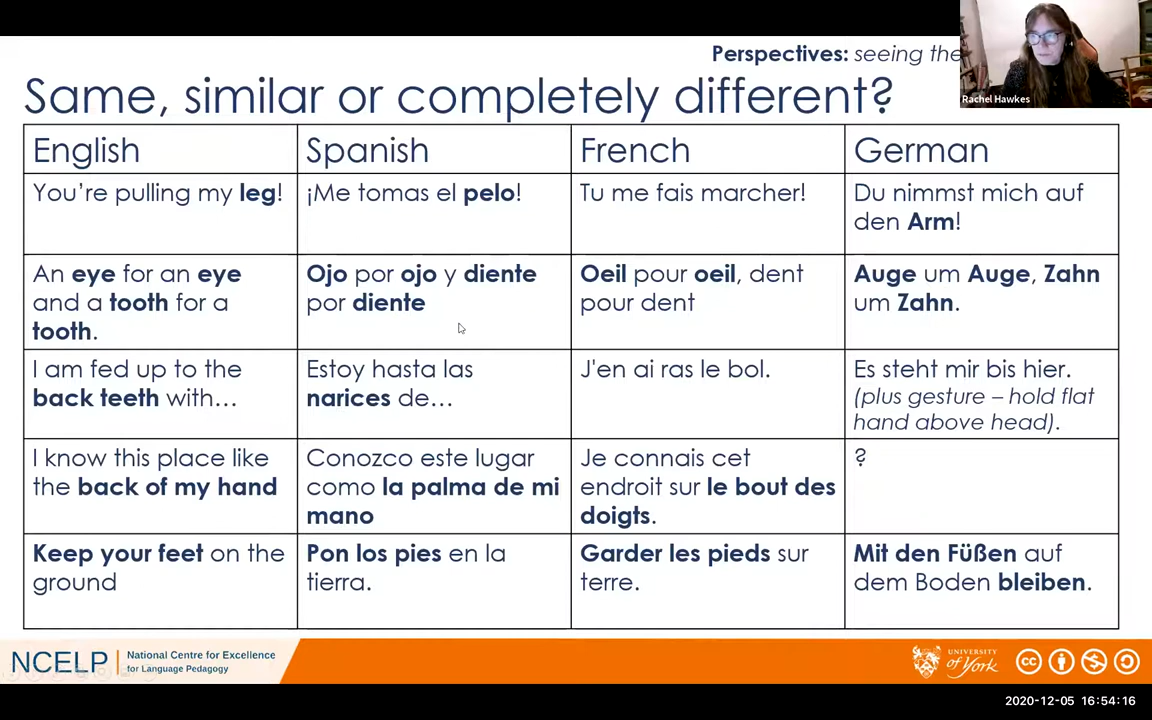 Perspectives: seeing the
Same, similar or completely different?
Rachel Hawkes
English
Spanish
French
German
You're pulling my leg!
¡Me tomas el pelo!
Tu me fais marcher!
Du nimmst mich auf
den Arm!
An eye for an eye
and a tooth for a
tooth.
Ojo por ojo y diente
por diente
Oeil pour oeil, dent
pour dent
Auge um Auge, Zahn
um Zahn.
I am fed up to the
back teeth with…
Estoy hasta las
narices de…
J'en ai ras le bol.
Es steht mir bis hier.
(plus gesture – hold flat
hand above head).
I know this place like
the back of my hand
Conozco este lugar
como la palma de mi
mano
Je connais cet
endroit sur le bout des
doigts.
?
Keep your feet on the
ground
Pon los pies en la
tierra.
Garder les pieds sur
terre.
Mit den Füßen auf
dem Boden bleiben.
NCELP
National Centre for Excellence
for Language Pedagogy
UNIVERSITY
of York
cc
2020-12-05 16:54:16